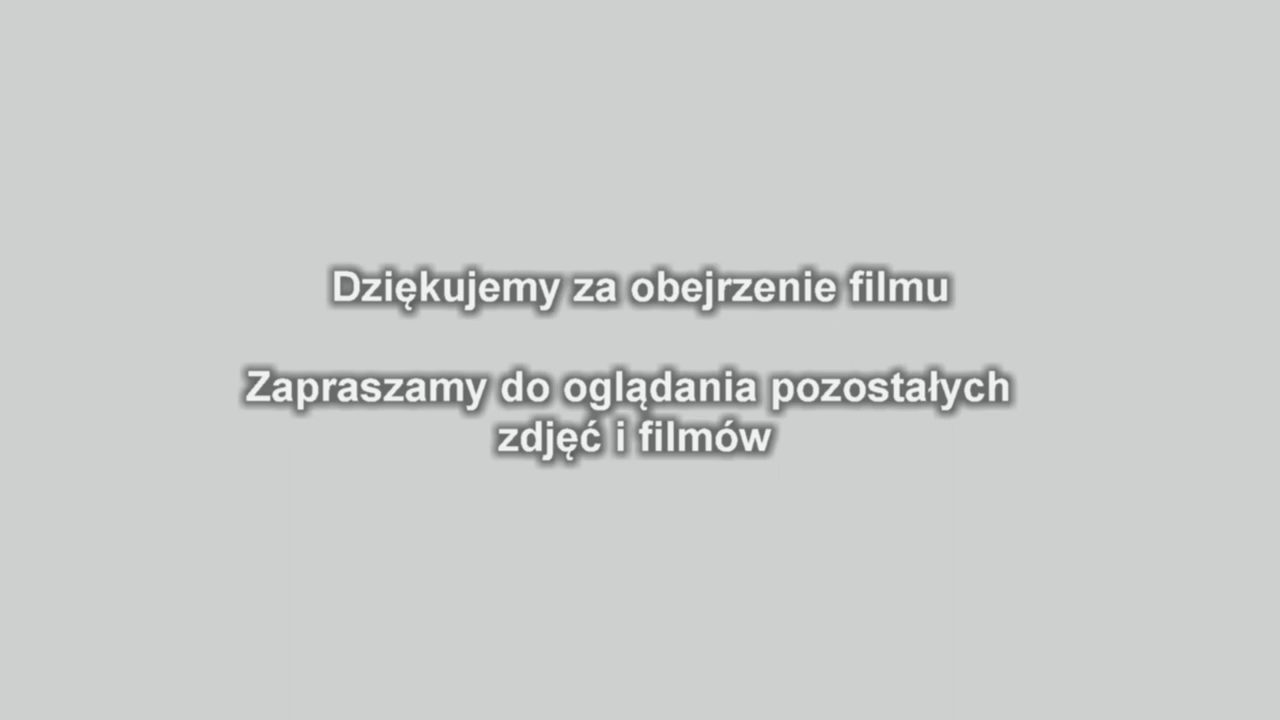 Dziękujemy za obejrzenie filmu
Zapraszamy do oglądania pozostałych
zdjęć i filmów